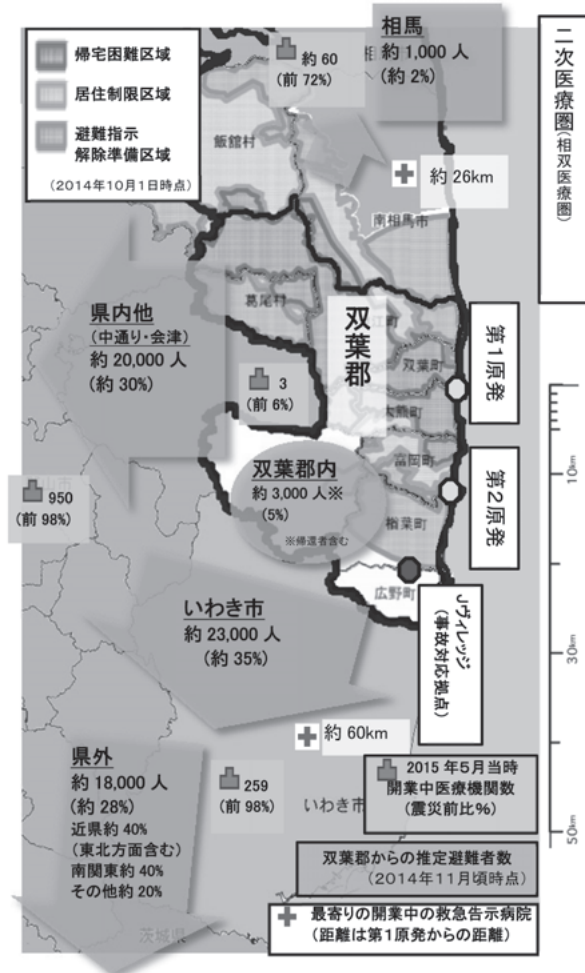 帰宅困難区域
居住制限区域
避難指示
解除準備区域
(2014年10月1日時点)
約 60
(前 72%)
相馬
約 1,000 人
(約 2%)
二次医療圏(相双医療圏)
飯舘村
約 26km
南相馬市
県内他
(中通り・会津)
約 20,000 人
(約 30%)
葛尾村
双葉郡
江町
双葉町
大熊町
富岡町
楢葉町
広野町
第1原発
第2原発
3
(前 6%)
双葉郡内
約 3,000 人※
(5%)
※帰還者含む
950
(前 98%)
10km
30km
50km
いわき市
約 23,000 人
(約 35%)
Jヴィレッジ
(事故対応拠点)
約 60km
県外
約 18,000 人
(約 28%)
近県約 40%
(東北方面含む)
南関東約 40%
その他約 20%
259
(前 98%)
いわき市
2015 年5月当時
開業中医療機関数
(震災前比%)
双葉郡からの推定避難者数
(2014年11月頃時点)
最寄りの開業中の救急告示病院
(距離は第1原発からの距離)
茨城県